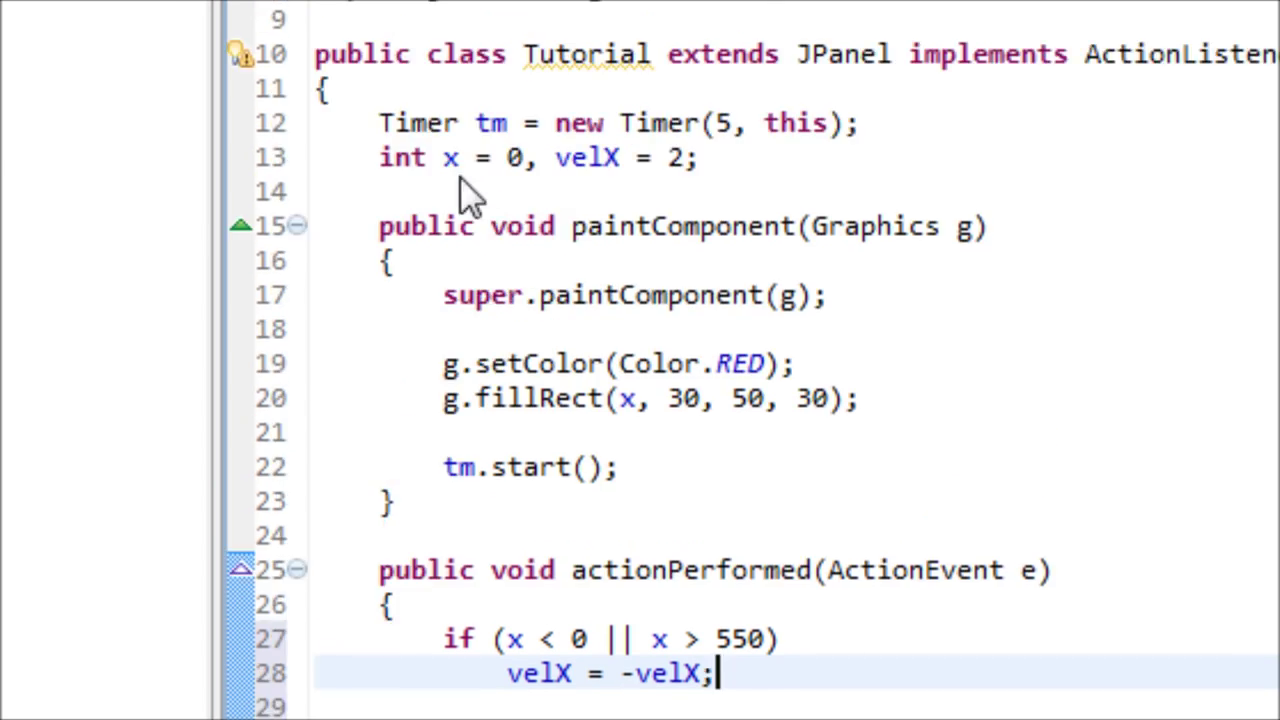 9
10 public class Tutorial extends JPanel implements ActionListen
11 {
12 Timer tm = new Timer(5, this);
13 int x = 0, velX = 2;
14
15 public void paintComponent(Graphics g)
16 {
17 super.paintComponent(g);
18
19 g.setColor(Color.RED);
20 g.fillRect(x, 30, 50, 30);
21
22 tm.start();
23 }
24
25 public void actionPerformed(ActionEvent e)
26 {
27 if (x < 0 || x > 550)
28 velX = -velX;
29